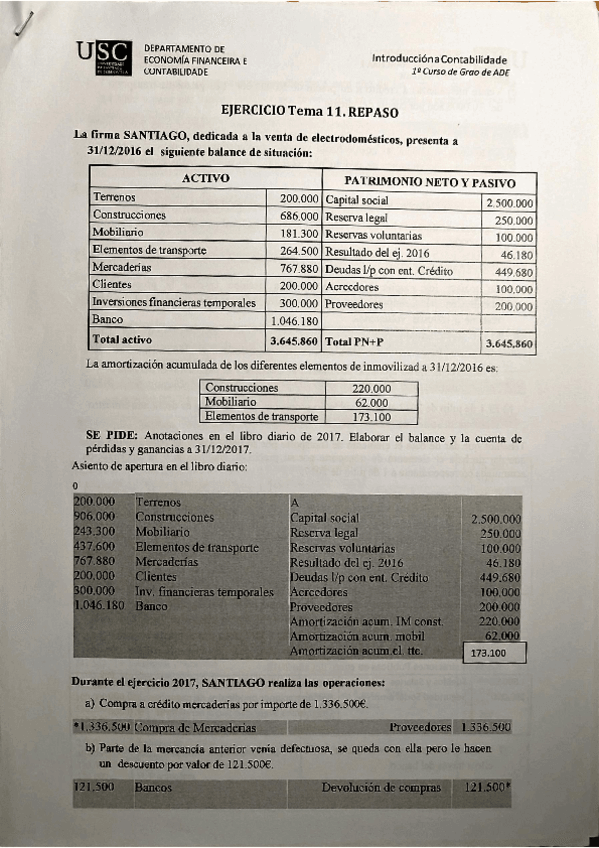 USC DEPARTAMENTO DE
ECONOMÍA FINANCEIRA E
CONTABILIDADE
Introducción a Contabilidade
1º Curso de Grao de ADE
EJERCICIO Tema 11. REPASO
La firma SANTIAGO, dedicada a la venta de electrodomésticos, presenta a
31/12/2016 el siguiente balance de situación:
ACTIVO PATRIMONIO NETO Y PASIVO
Terrenos 200.000 Capital social 2.500.000
Construcciones 686.000 Reserva legal 250.000
Mobiliario 181.300 Reservas voluntarias 100.000
Elementos de transporte 264.500 Resultado del ej. 2016 46.180
Mercaderías 767.880 Deudas l/p con ent. Crédito 449.680
Clientes 200.000 Acreedores 100.000
Inversiones financieras temporales 300.000 Proveedores 200.000
Banco 1.046.180
Total activo 3.645.860 Total PN+P 3.645.860
La amortización acumulada de los diferentes elementos de inmovilizad a 31/12/2016 es:
Construcciones 220.000
Mobiliario 62.000
Elementos de transporte 173.100
SE PIDE: Anotaciones en el libro diario de 2017. Elaborar el balance y la cuenta de
pérdidas y ganancias a 31/12/2017.
Asiento de apertura en el libro diario:
0
200.000 Terrenos A
906.000 Construcciones Capital social 2.500.000
243.300 Mobiliario Reserva legal 250.000
437.600 Elementos de transporte Reservas voluntarias 100.000
767.880 Mercaderías Resultado del ej. 2016 46.180
200.000 Clientes Deudas l/p con ent. Crédito 449.680
300.000 Inv. financieras temporales Acreedores 100.000
1.046.180 Banco Proveedores 200.000
Amortización acum. IM const. 220.000
Amortización acum. mobil 62.000
Amortización acum.el. tte. 173.100
Durante el ejercicio 2017, SANTIAGO realiza las operaciones:
a) Compra a crédito mercaderías por importe de 1.336.500€.
*1.336.500 Compra de Mercaderías Proveedores 1.336.500
b) Parte de la mercancía anterior venia defectuosa, se queda con ella pero le hacen
un descuento por valor de 121.500€.
121.500 Bancos Devolución de compras 121.500*